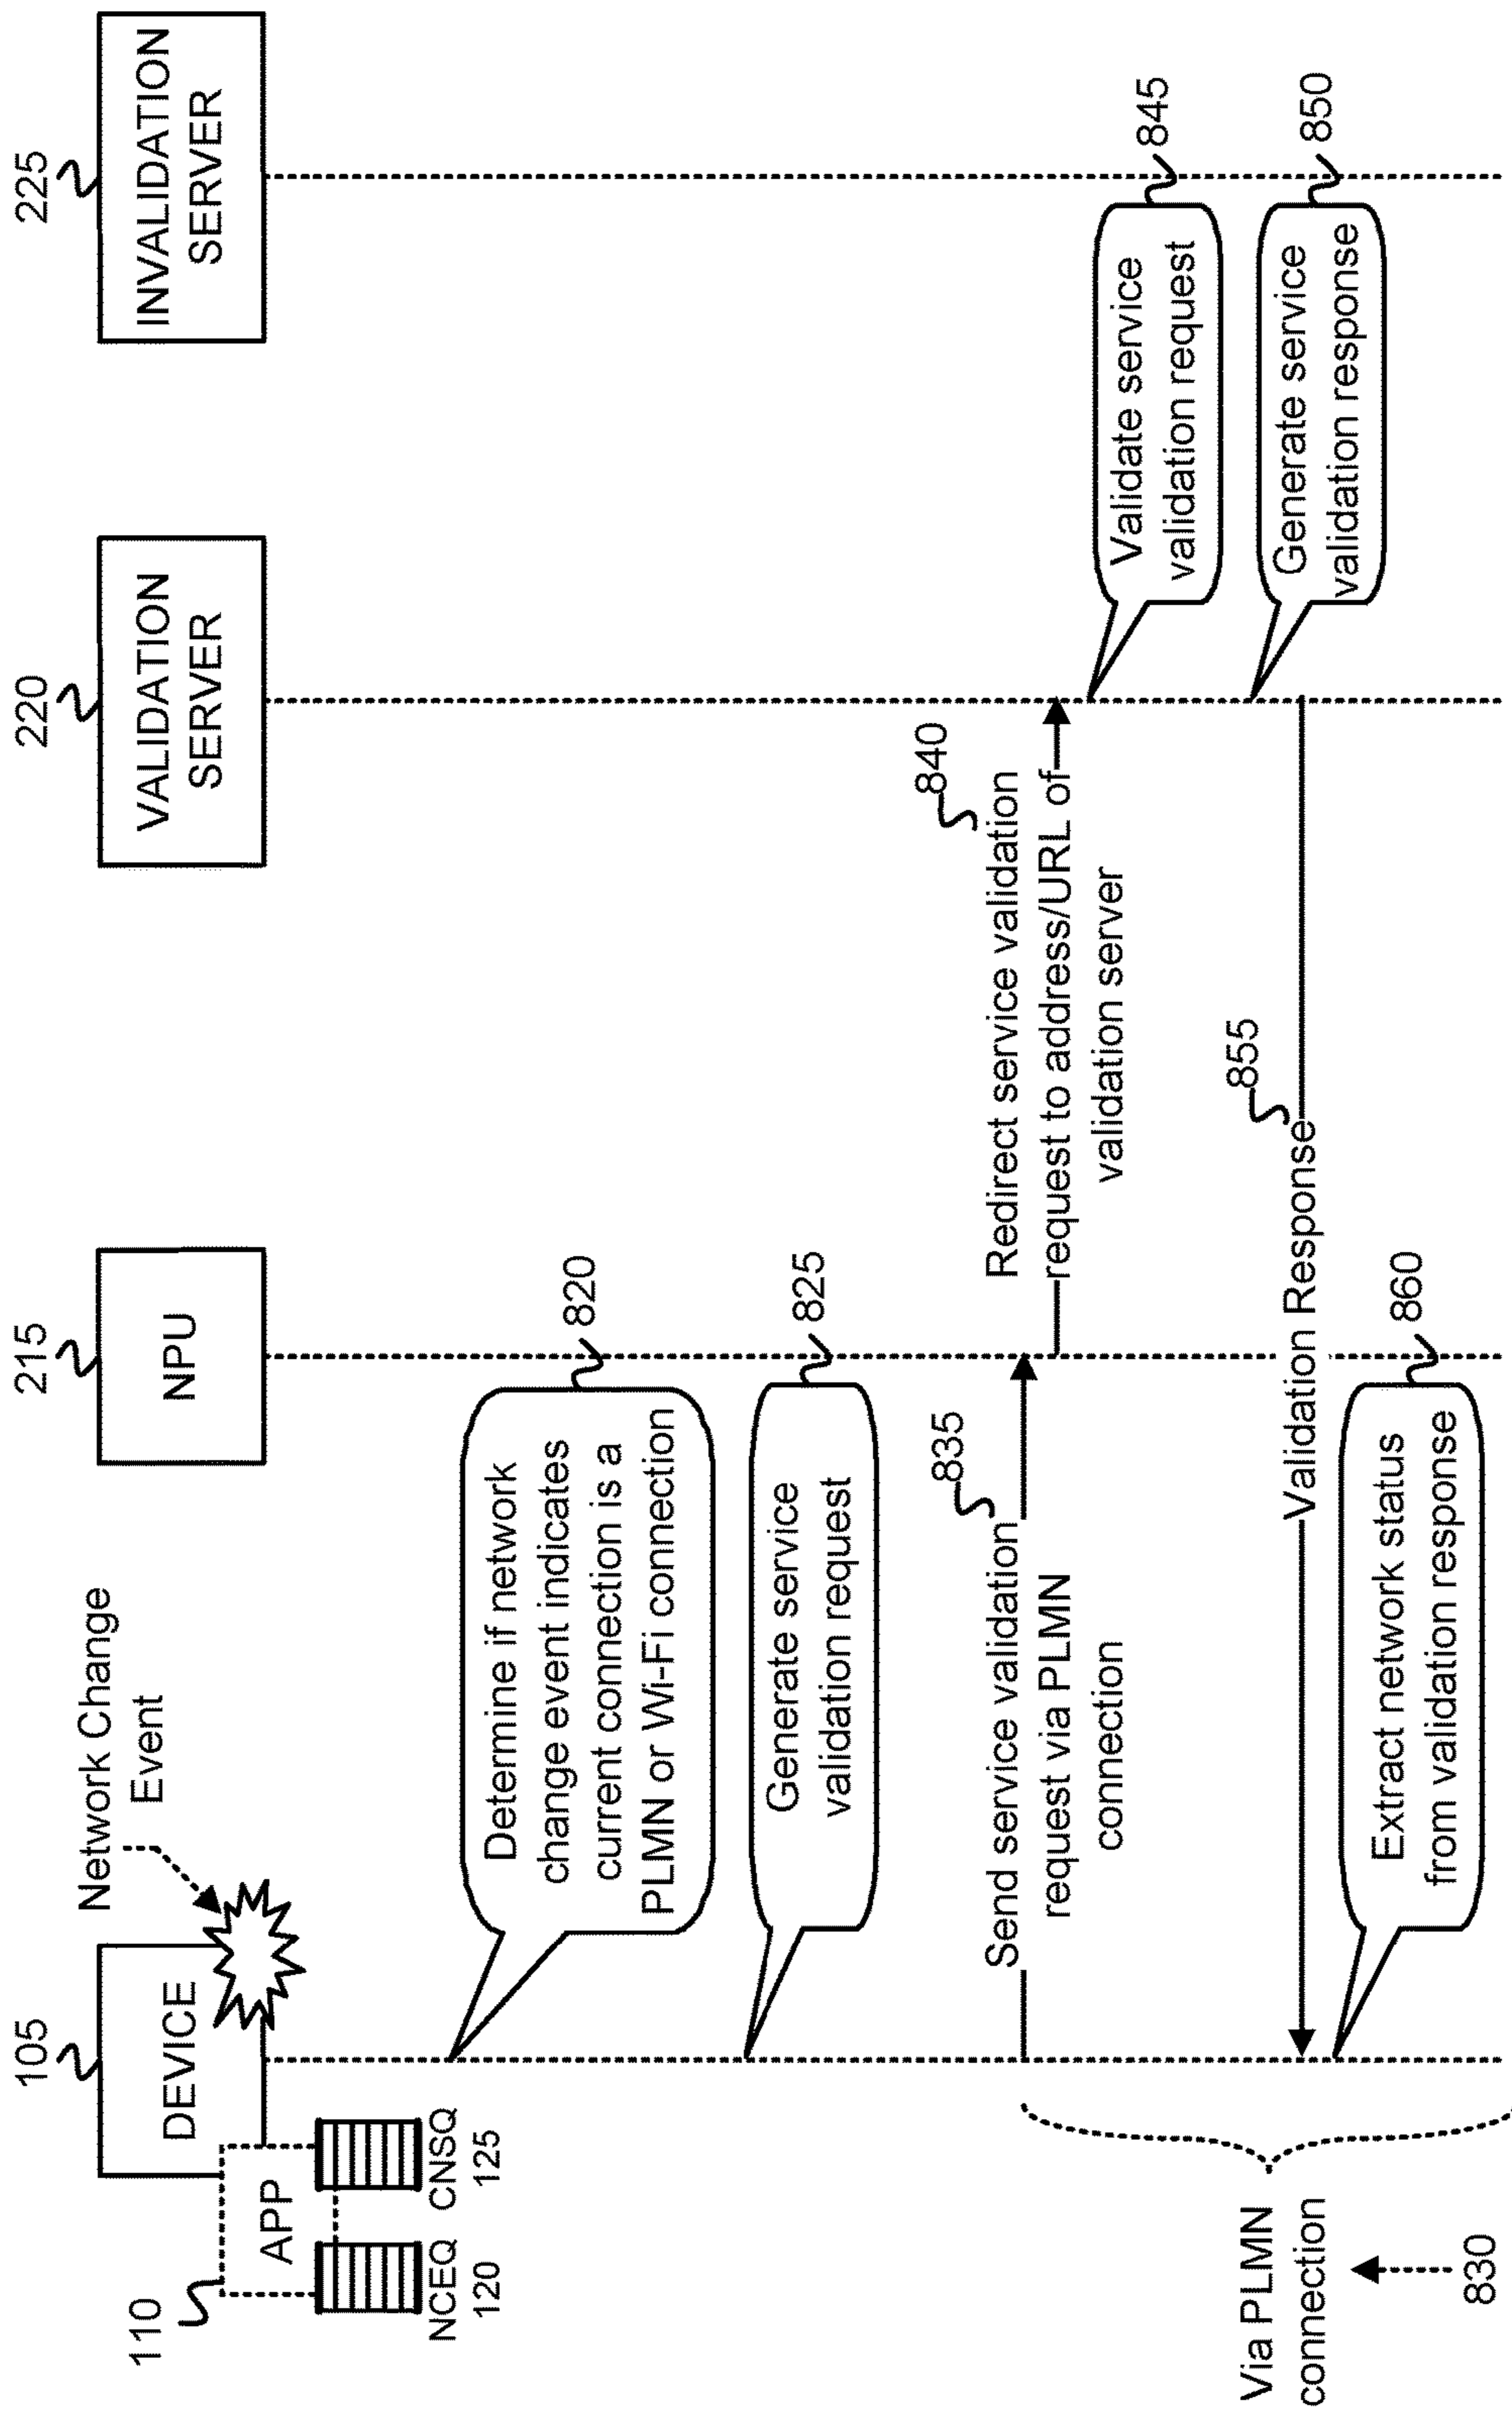 105
DEVICE
Network Change
Event
215
NPU
220
VALIDATION
SERVER
225
INVALIDATION
SERVER
110
APP
NCEQ
120
CNSQ
125
Determine if network
change event indicates
current connection is a
PLMN or Wi-Fi connection
820
Generate service
validation request
825
Send service validation
request via PLMN
connection
835
Redirect service validation
request to address/URL of
validation server
840
Validate service
validation request
845
Generate service
validation response
850
Validation Response
855
Extract network status
from validation response
860
Via PLMN
connection
830